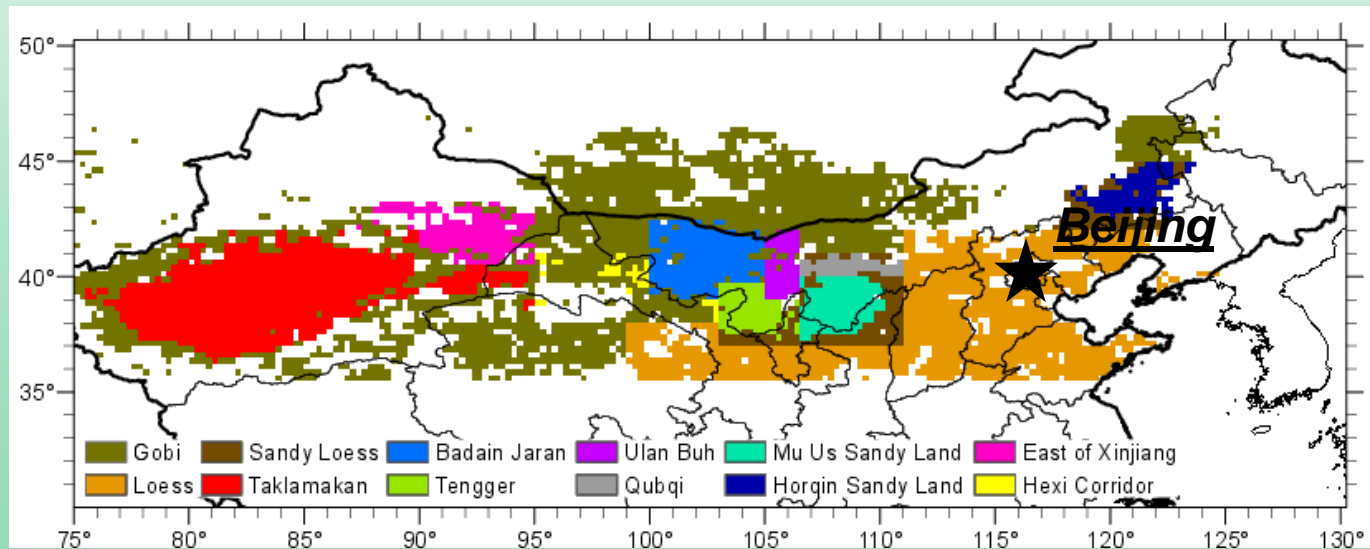 50°
45°
Beijing
40°
35°
Gobi Sandy Loess Badain Jaran Ulan Buh Mu Us Sandy Land East of Xinjiang
Loess Taklamakan Tengger Qubqi Horqin Sandy Land Hexi Corridor
75° 80° 85° 90° 95° 100° 105° 110° 115° 120° 125° 130°